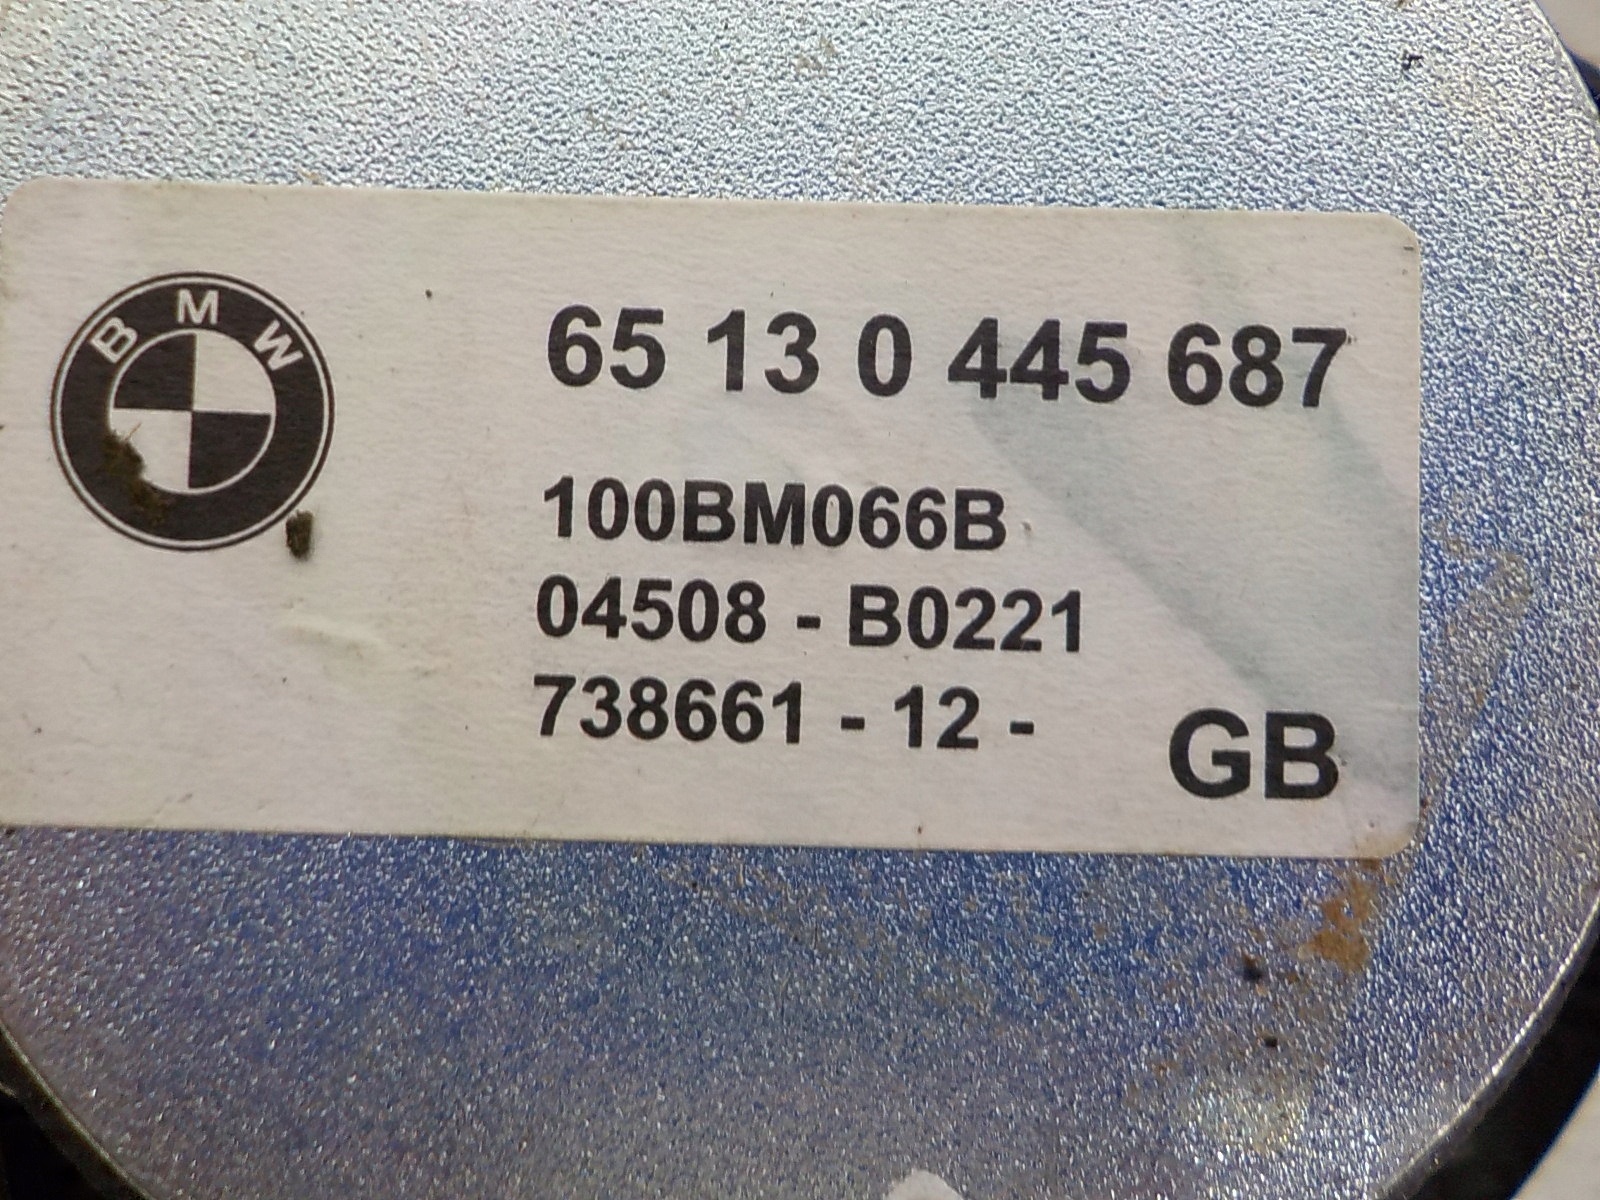 BMW
65 13 0 445 687
100BM066B
04508 - B0221
738661 - 12 -
GB